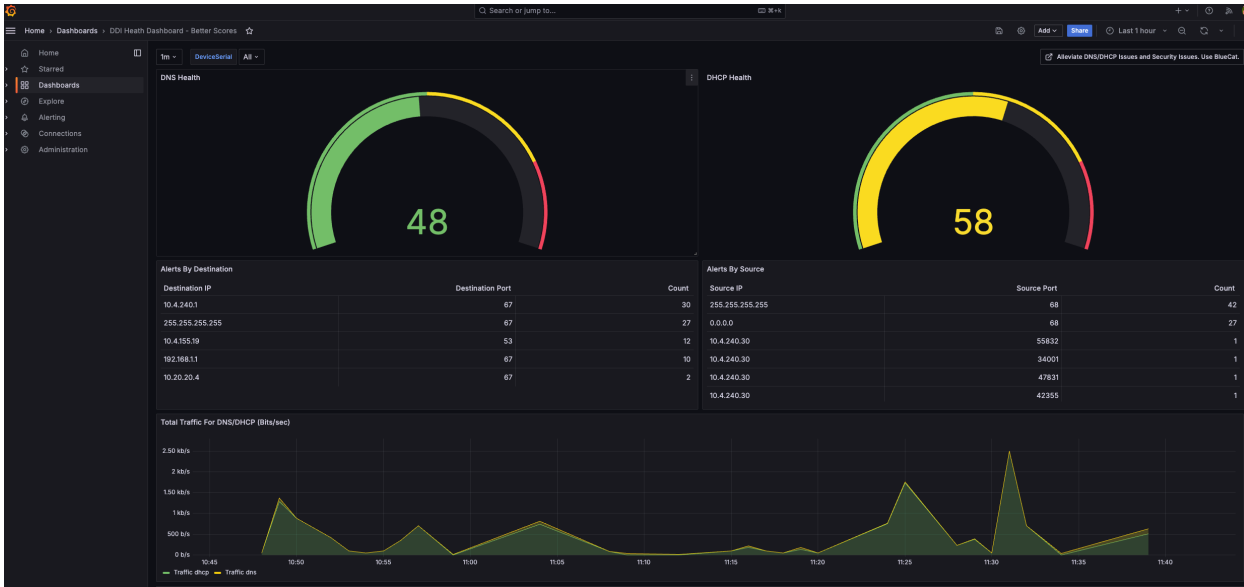 Search or jump to... ⌘+k
Home › Dashboards › DDI Heath Dashboard - Better Scores
Add Share Last 1 hour
Home
Starred
Dashboards
Explore
Alerting
Connections
Administration
1m DeviceSerial All
Alleviate DNS/DHCP Issues and Security Issues. Use BlueCat.
DNS Health
48
DHCP Health
58
Alerts By Destination
Destination IP Destination Port Count
10.4.240.1 67 30
255.255.255.255 67 27
10.4.155.19 53 12
192.168.1.1 67 10
10.20.20.4 67 2
Alerts By Source
Source IP Source Port Count
255.255.255.255 68 42
0.0.0.0 68 27
10.4.240.30 55832 1
10.4.240.30 34001 1
10.4.240.30 47831 1
10.4.240.30 42355 1
Total Traffic For DNS/DHCP (Bits/sec)
2.50 kb/s
2 kb/s
1.50 kb/s
1 kb/s
500 b/s
0 b/s
10:45 10:50 10:55 11:00 11:05 11:10 11:15 11:20 11:25 11:30 11:35 11:40
Traffic dhcp Traffic dns